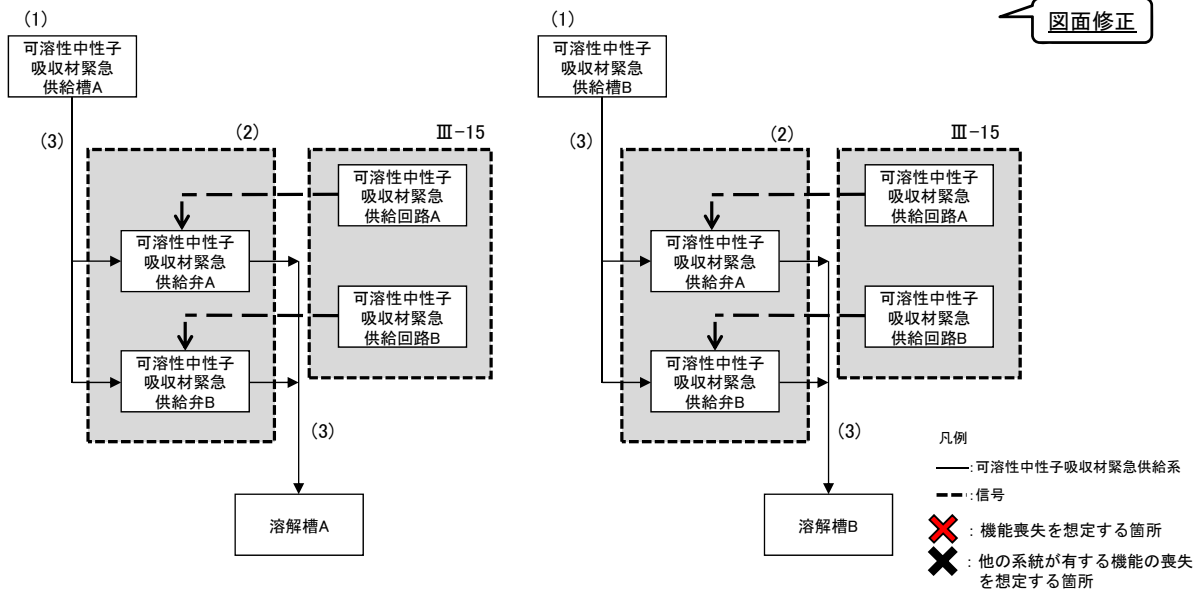 図面修正
(1)
可溶性中性子
吸収材緊急
供給槽A
(3)
(2)
Ⅲ-15
可溶性中性子
吸収材緊急
供給回路A
可溶性中性子
吸収材緊急
供給弁A
可溶性中性子
吸収材緊急
供給回路B
可溶性中性子
吸収材緊急
供給弁B
(3)
溶解槽A
(1)
可溶性中性子
吸収材緊急
供給槽B
(3)
(2)
Ⅲ-15
可溶性中性子
吸収材緊急
供給回路A
可溶性中性子
吸収材緊急
供給弁A
可溶性中性子
吸収材緊急
供給回路B
可溶性中性子
吸収材緊急
供給弁B
(3)
溶解槽B
凡例
:可溶性中性子吸収材緊急供給系
:信号
: 機能喪失を想定する箇所
: 他の系統が有する機能の喪失
を想定する箇所